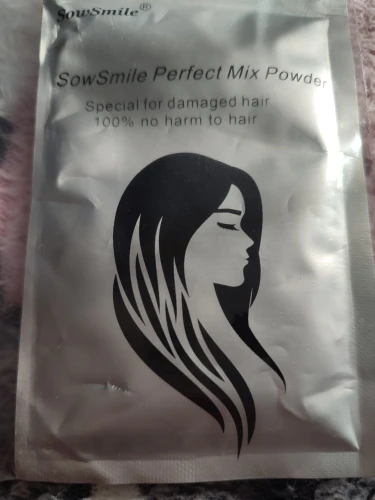 SowSmile®
SowSmile Perfect Mix Powder
Special for damaged hair
100% no harm to hair